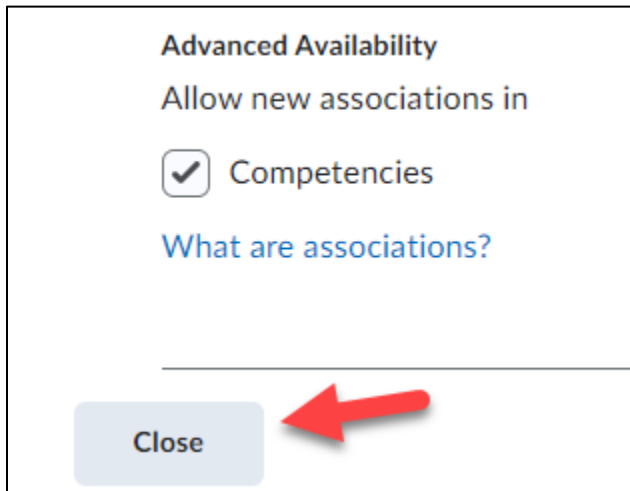 Advanced Availability
Allow new associations in
Competencies
What are associations?
Close